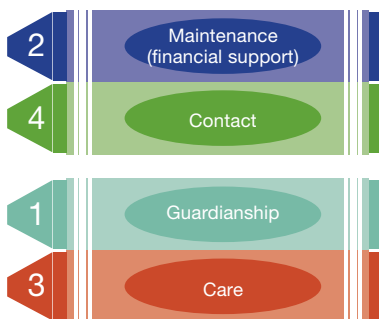 2
Maintenance
(financial support)
4
Contact
1
Guardianship
3
Care